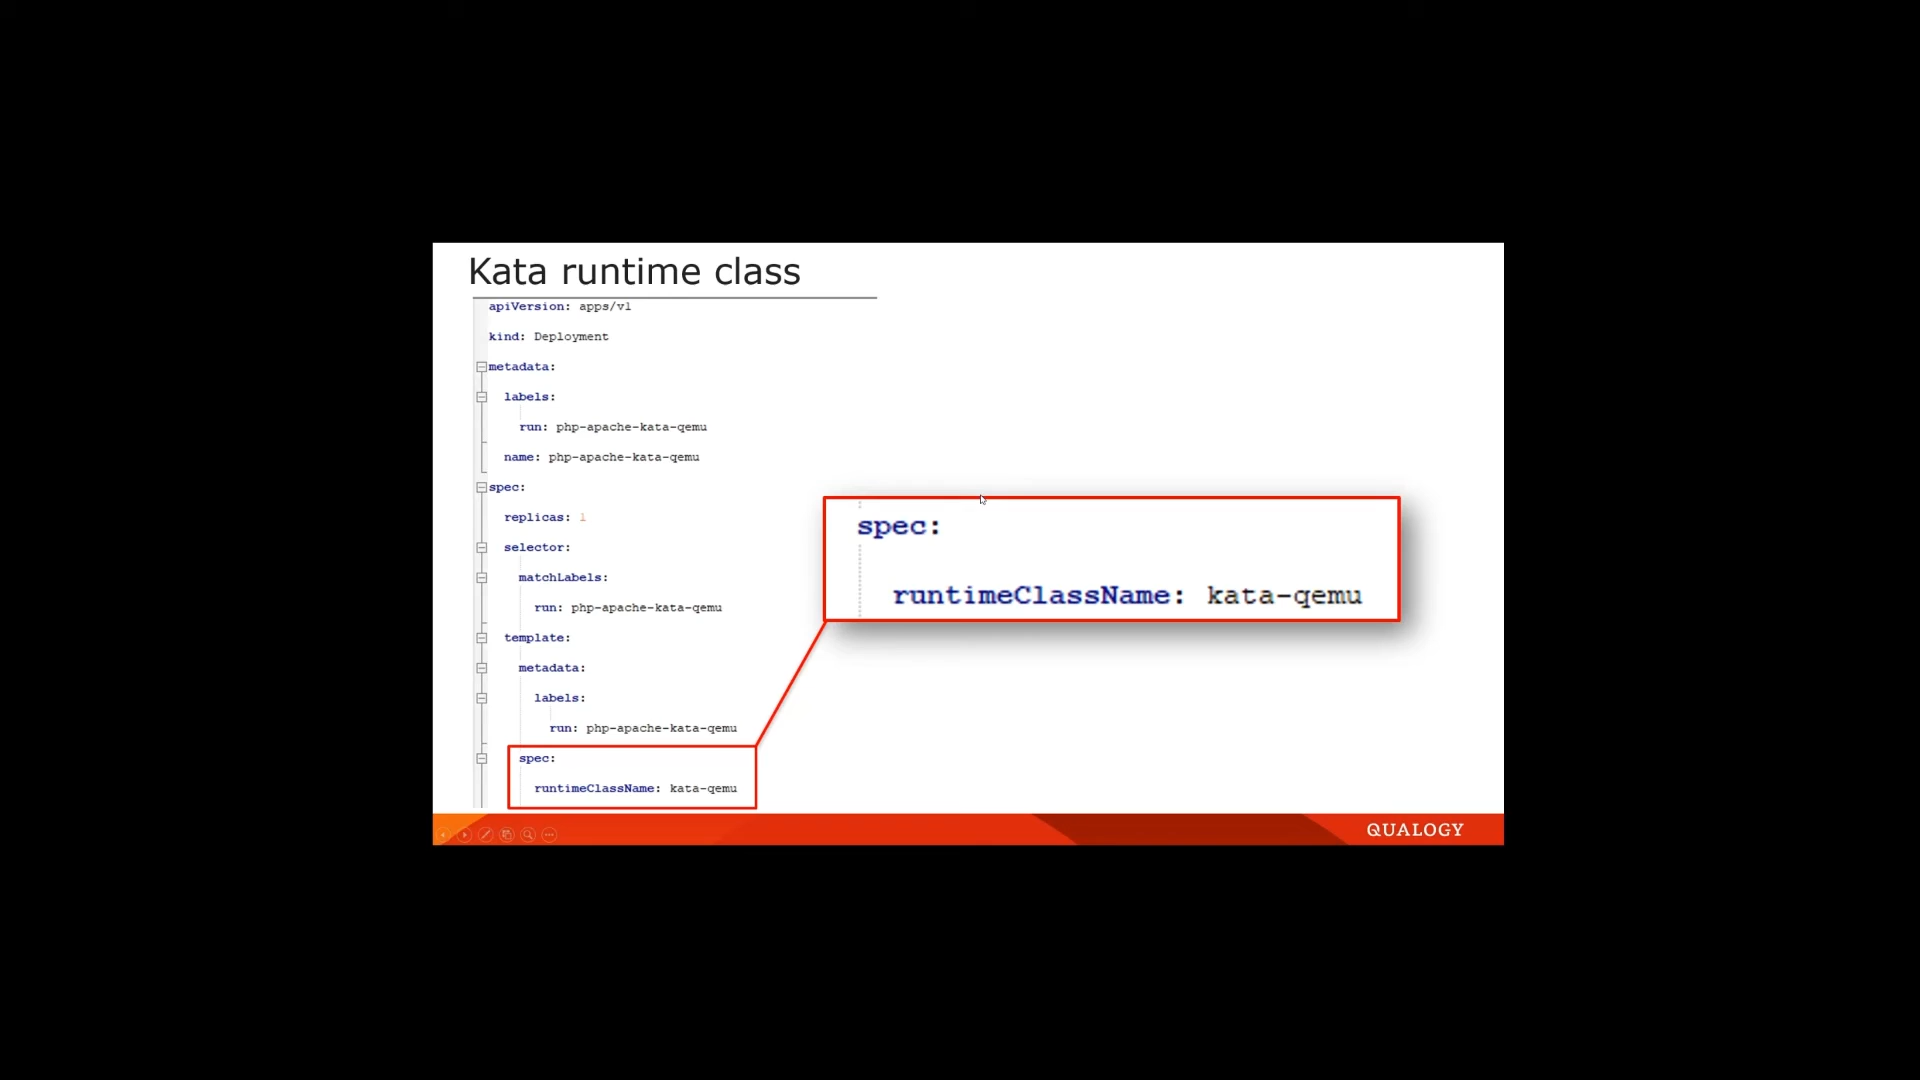 Kata runtime class
apiVersion: apps/v1
kind: Deployment
metadata:
labels:
run: php-apache-kata-qemu
name: php-apache-kata-qemu
spec:
replicas: 1
selector:
matchLabels:
run: php-apache-kata-qemu
template:
metadata:
labels:
run: php-apache-kata-qemu
spec:
runtimeClassName: kata-qemu
spec:
runtimeClassName: kata-qemu
QUALOGY